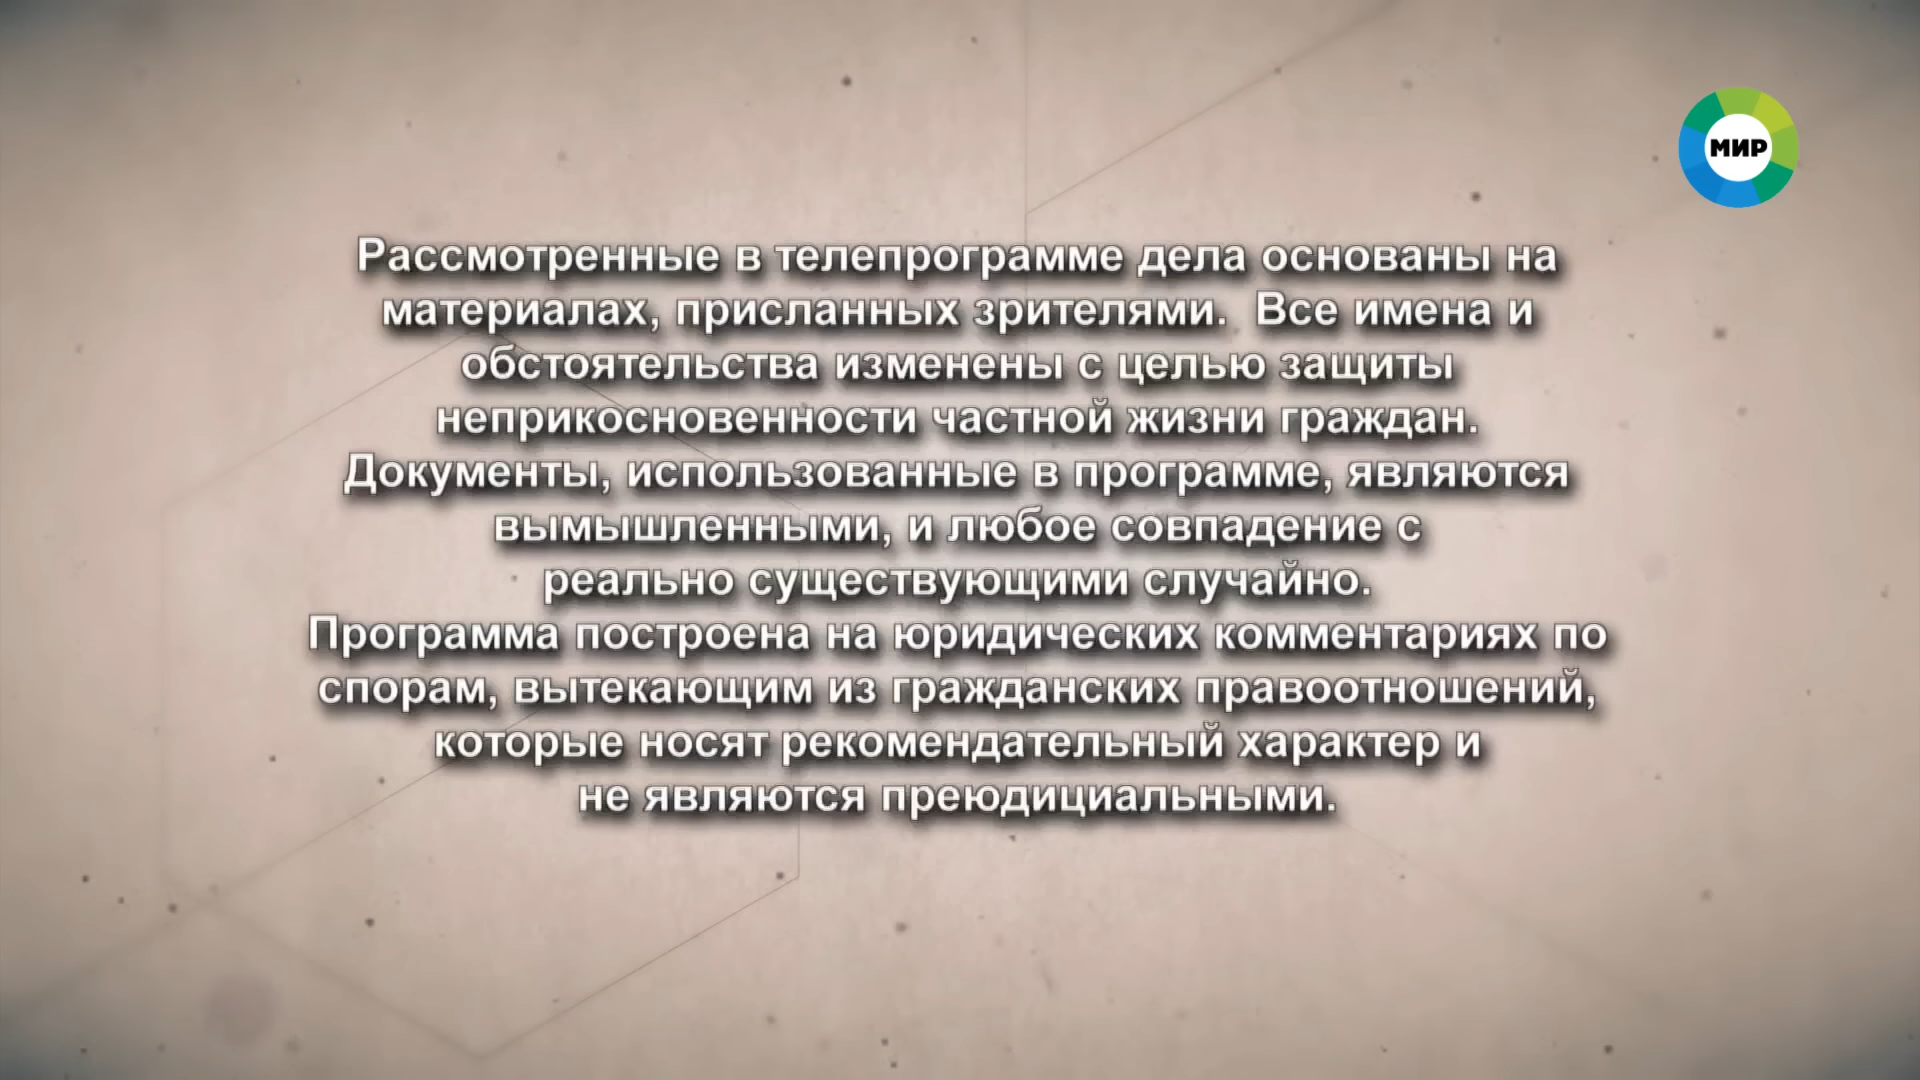 МИР
Рассмотренные в телепрограмме дела основаны на
материалах, присланных зрителями.  Все имена и
обстоятельства изменены с целью защиты
неприкосновенности частной жизни граждан.
Документы, использованные в программе, являются
вымышленными, и любое совпадение с
реально существующими случайно.
Программа построена на юридических комментариях по
спорам, вытекающим из гражданских правоотношений,
которые носят рекомендательный характер и
не являются преюдициальными.